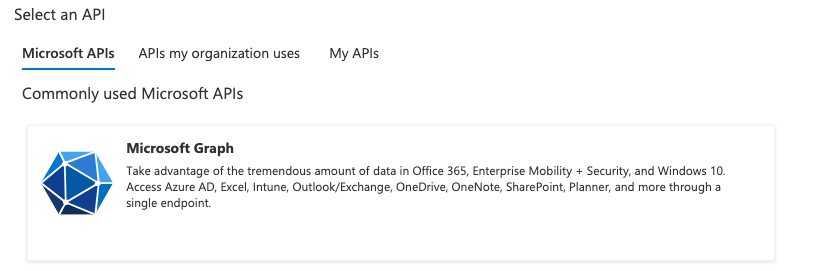 Select an API
Microsoft APIs APIs my organization uses My APIs
Commonly used Microsoft APIs
Microsoft Graph
Take advantage of the tremendous amount of data in Office 365, Enterprise Mobility + Security, and Windows 10.
Access Azure AD, Excel, Intune, Outlook/Exchange, OneDrive, OneNote, SharePoint, Planner, and more through a
single endpoint.